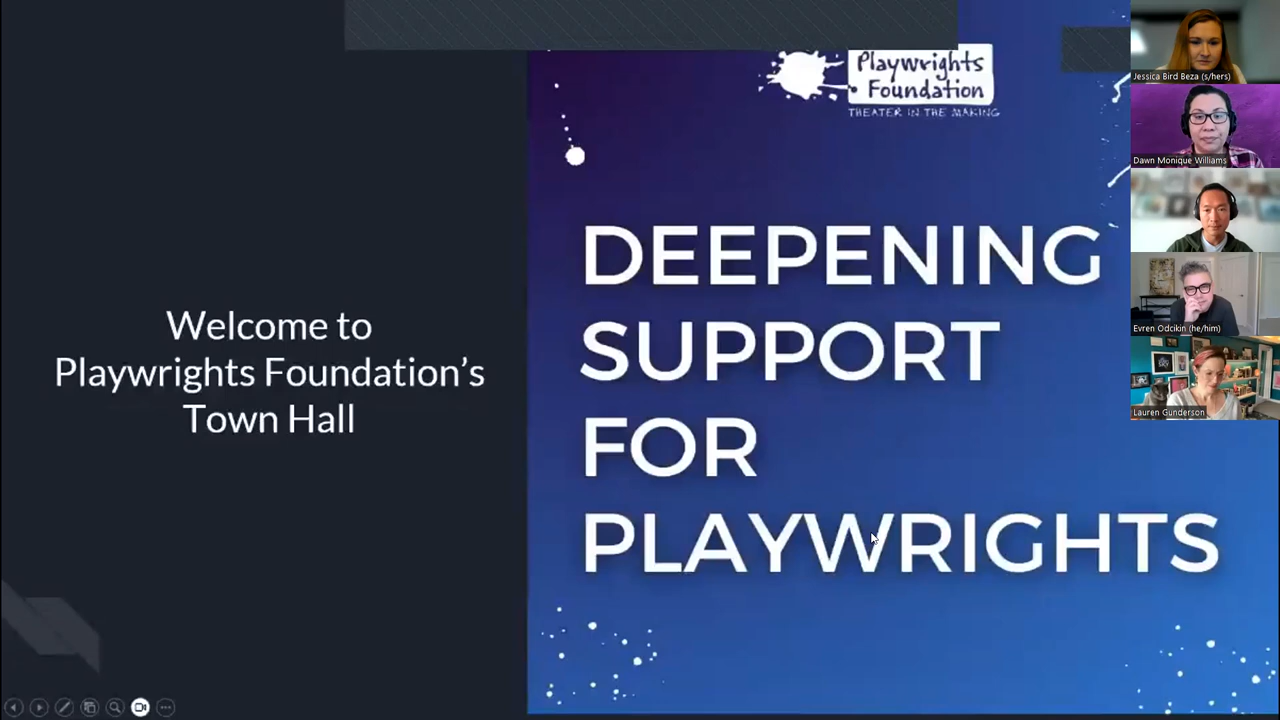 Welcome to
Playwrights Foundation’s
Town Hall
Playwrights
Foundation
THEATER IN THE MAKING
DEEPENING
SUPPORT
FOR
PLAYWRIGHTS
Jessica Bird Beza (s/hers)
Dawn Monique Williams
Evren Odcikin (he/him)
Lauren Gunderson